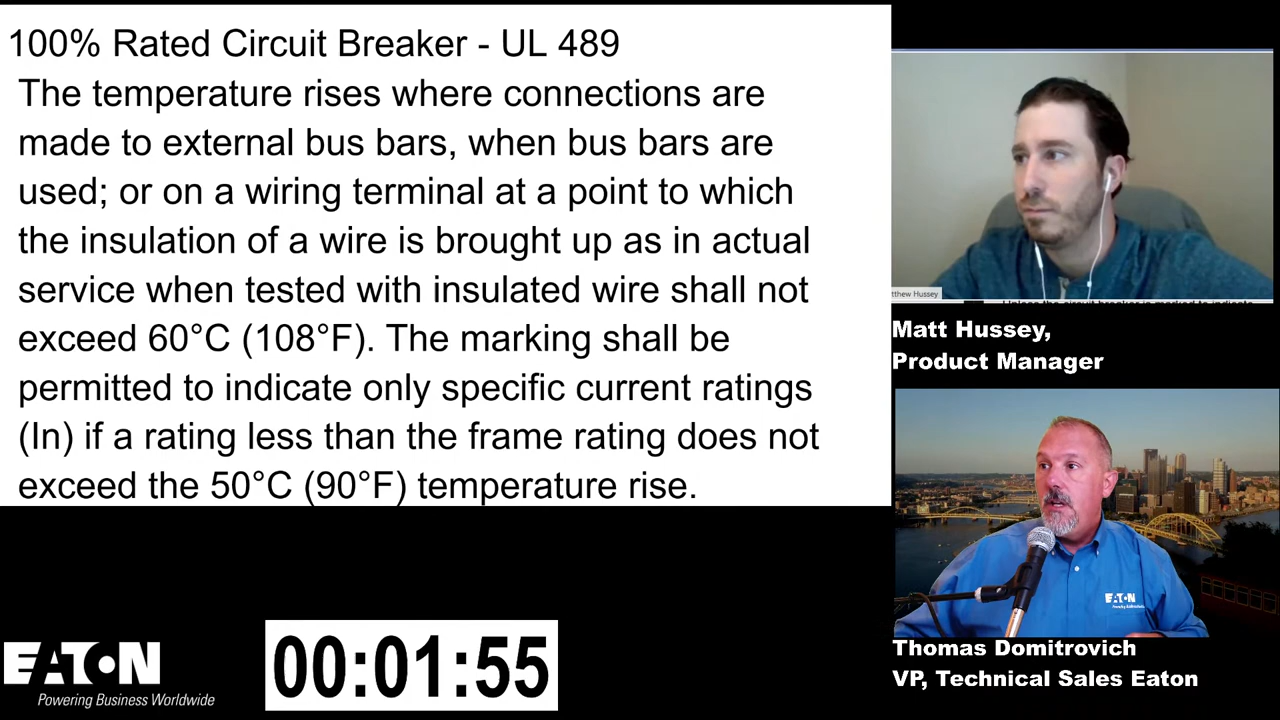 100% Rated Circuit Breaker - UL 489
The temperature rises where connections are
made to external bus bars, when bus bars are
used; or on a wiring terminal at a point to which
the insulation of a wire is brought up as in actual
service when tested with insulated wire shall not
exceed 60°C (108°F). The marking shall be
permitted to indicate only specific current ratings
(In) if a rating less than the frame rating does not
exceed the 50°C (90°F) temperature rise.
tthew Hussey
Matt Hussey,
Product Manager
EATON
Thomas Domitrovich
VP, Technical Sales Eaton
EATON
Powering Business Worldwide
00:01:55